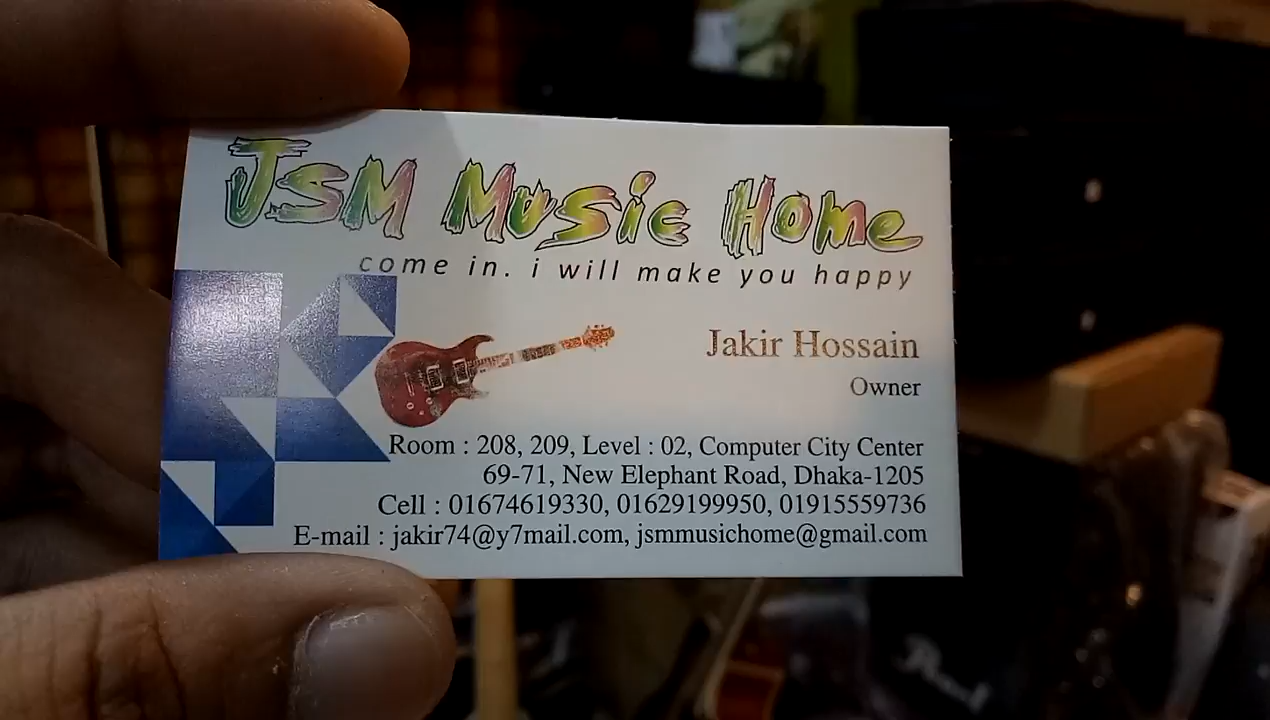 JSM Music Home
come in. i will make you happy
Jakir Hossain
Owner
Room : 208, 209, Level : 02, Computer City Center
69-71, New Elephant Road, Dhaka-1205
Cell : 01674619330, 01629199950, 01915559736
E-mail : jakir74@y7mail.com, jsmmusichome@gmail.com
Pearl